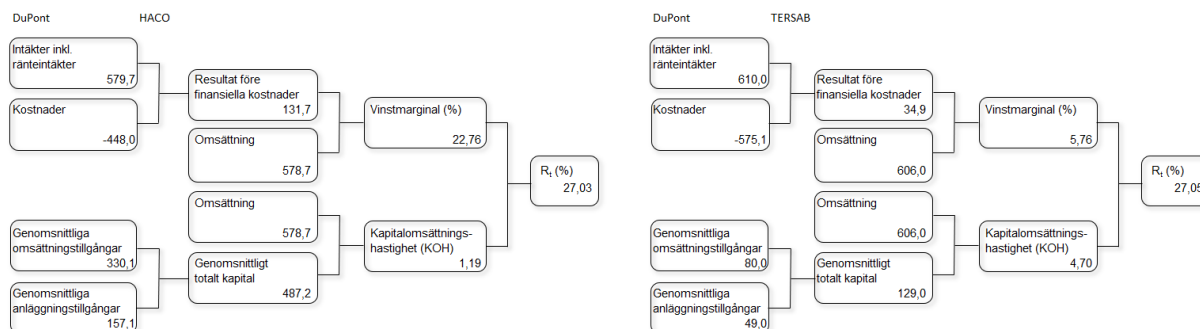 DuPont HACO
Intäkter inkl.
ränteintäkter
579,7
Kostnader
-448,0
Resultat före
finansiella kostnader
131,7
Omsättning
578,7
Vinstmarginal (%)
22,76
Omsättning
578,7
Genomsnittliga
omsättningstillgångar
330,1
Genomsnittliga
anläggningstillgångar
157,1
Genomsnittligt
totalt kapital
487,2
Kapitalomsättnings-
hastighet (KOH)
1,19
Rt (%)
27,03
DuPont TERSAB
Intäkter inkl.
ränteintäkter
610,0
Kostnader
-575,1
Resultat före
finansiella kostnader
34,9
Omsättning
606,0
Vinstmarginal (%)
5,76
Omsättning
606,0
Genomsnittliga
omsättningstillgångar
80,0
Genomsnittliga
anläggningstillgångar
49,0
Genomsnittligt
totalt kapital
129,0
Kapitalomsättnings-
hastighet (KOH)
4,70
Rt (%)
27,05